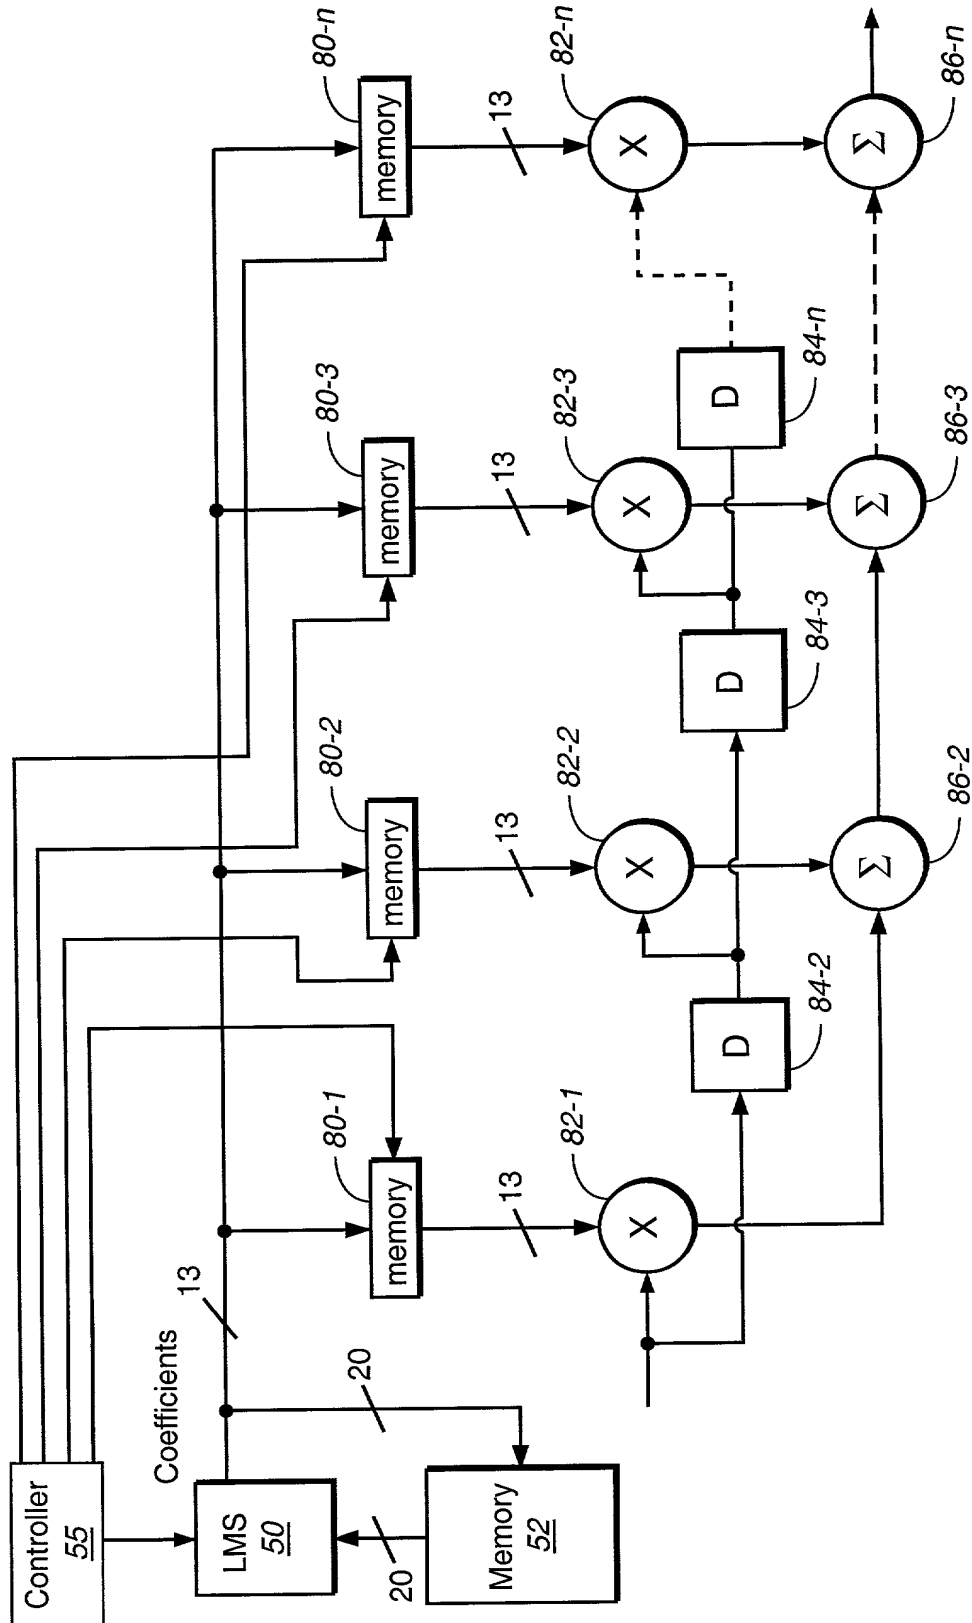 Controller
55
LMS
50
Memory
52
Coefficients
20
20
13
memory
80-1
memory
80-2
memory
80-3
memory
80-n
13
13
13
13
X
82-1
X
82-2
X
82-3
X
82-n
D
84-2
D
84-3
D
84-n
Σ
86-2
Σ
86-3
Σ
86-n